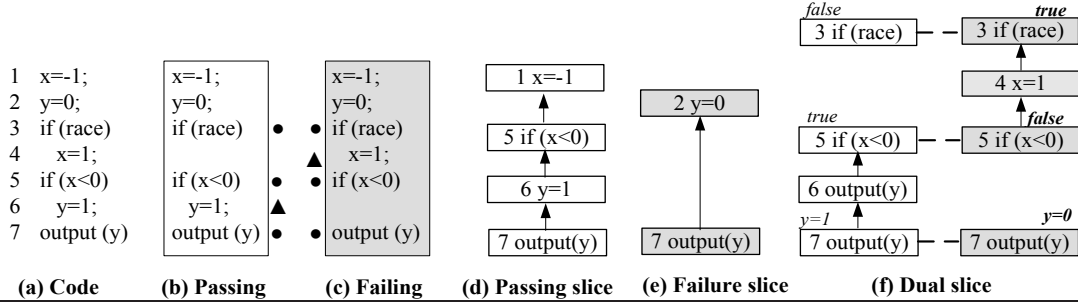 1 x=-1;
2 y=0;
3 if (race)
4 x=1;
5 if (x<0)
6 y=1;
7 output (y)
(a) Code
x=-1;
y=0;
if (race)
if (x<0)
y=1;
output (y)
(b) Passing
x=-1;
y=0;
if (race)
x=1;
if (x<0)
output (y)
(c) Failing
1 x=-1
5 if (x<0)
6 y=1
7 output(y)
(d) Passing slice
2 y=0
7 output(y)
(e) Failure slice
false
true
3 if (race)
3 if (race)
4 x=1
true
false
5 if (x<0)
5 if (x<0)
6 output(y)
y=1
y=0
7 output(y)
7 output(y)
(f) Dual slice